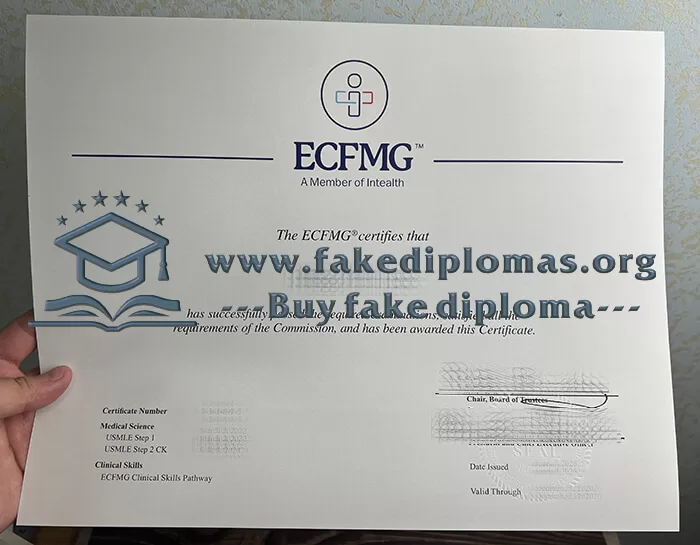 ECFMG™
A Member of Intealth
The ECFMG® certifies that
www.fakediplomas.org
---Buy fake diploma---
has successfully
requirements of the Commission, and has been awarded this Certificate.
Certificate Number
Medical Science
USMLE Step 1
USMLE Step 2 CK
Clinical Skills
ECFMG Clinical Skills Pathway
Chair, Board of Trustees
Date Issued
Valid Through